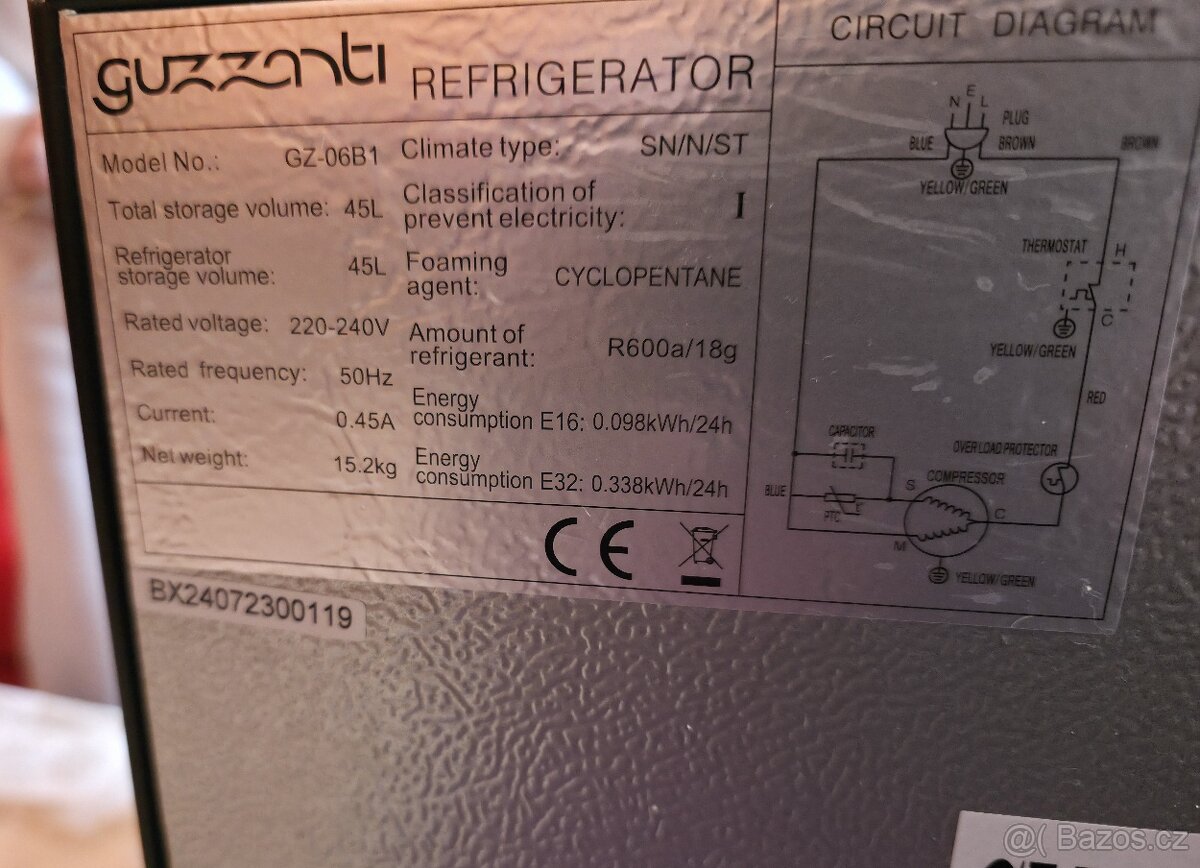 guzzanti REFRIGERATOR
Model No.: GZ-06B1
Total storage volume: 45L
Refrigerator
storage volume: 45L
Rated voltage: 220-240V
Rated frequency: 50Hz
Current: 0.45A
Net weight: 15.2kg
Climate type: SN/N/ST
Classification of
prevent electricity: I
Foaming
agent: CYCLOPENTANE
Amount of
refrigerant: R600a/18g
Energy
consumption E16: 0.098kWh/24h
Energy
consumption E32: 0.338kWh/24h
CE
BX24072300119
CIRCUIT DIAGRAM
N E L
PLUG
BLUE BROWN BROWN
YELLOW/GREEN
THERMOSTAT H
C
YELLOW/GREEN
RED
CAPACITOR
OVERLOAD PROTECTOR
COMPRESSOR
BLUE
S
PTC
C
M
YELLOW/GREEN
@( Bazos.cz